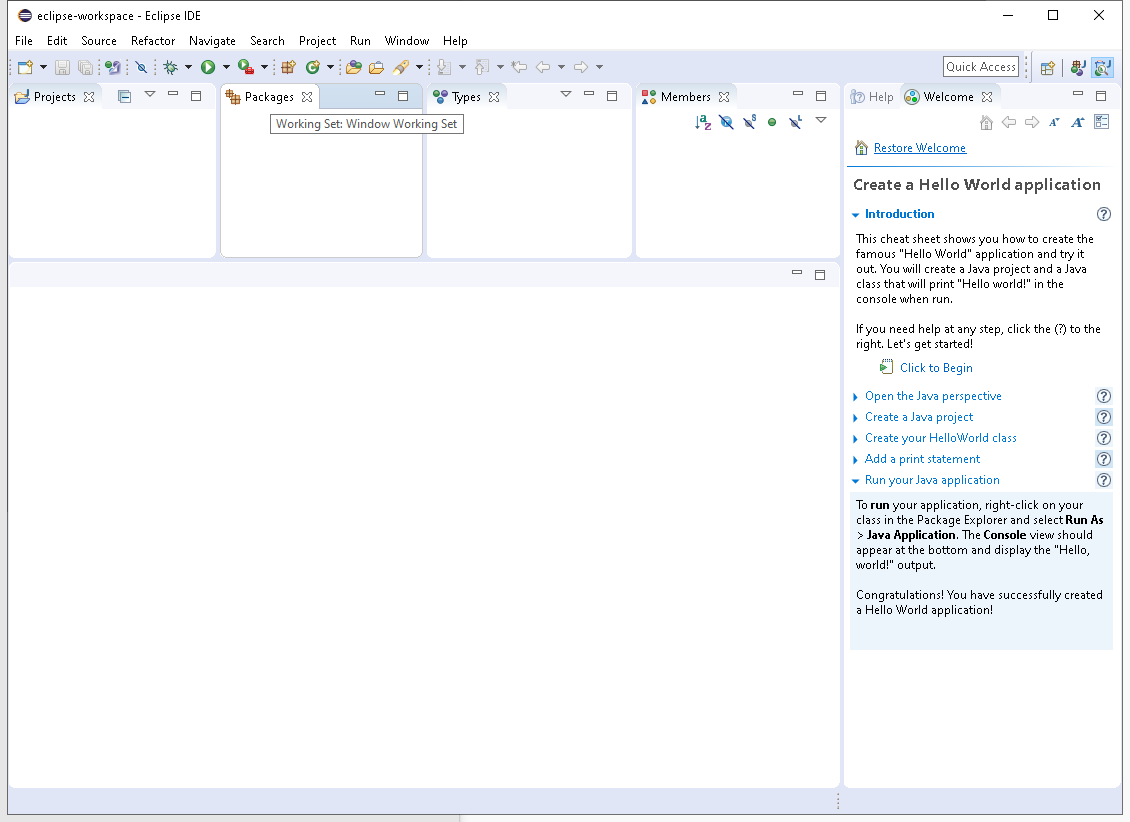 eclipse-workspace - Eclipse IDE
File Edit Source Refactor Navigate Search Project Run Window Help
Quick Access
Projects
Packages
Types
Members
Help
Welcome
Working Set: Window Working Set
Restore Welcome
Create a Hello World application
Introduction
This cheat sheet shows you how to create the
famous "Hello World" application and try it
out. You will create a Java project and a Java
class that will print "Hello world!" in the
console when run.
If you need help at any step, click the (?) to the
right. Let's get started!
Click to Begin
Open the Java perspective
Create a Java project
Create your HelloWorld class
Add a print statement
Run your Java application
To run your application, right-click on your
class in the Package Explorer and select Run As
> Java Application. The Console view should
appear at the bottom and display the "Hello,
world!" output.
Congratulations! You have successfully created
a Hello World application!